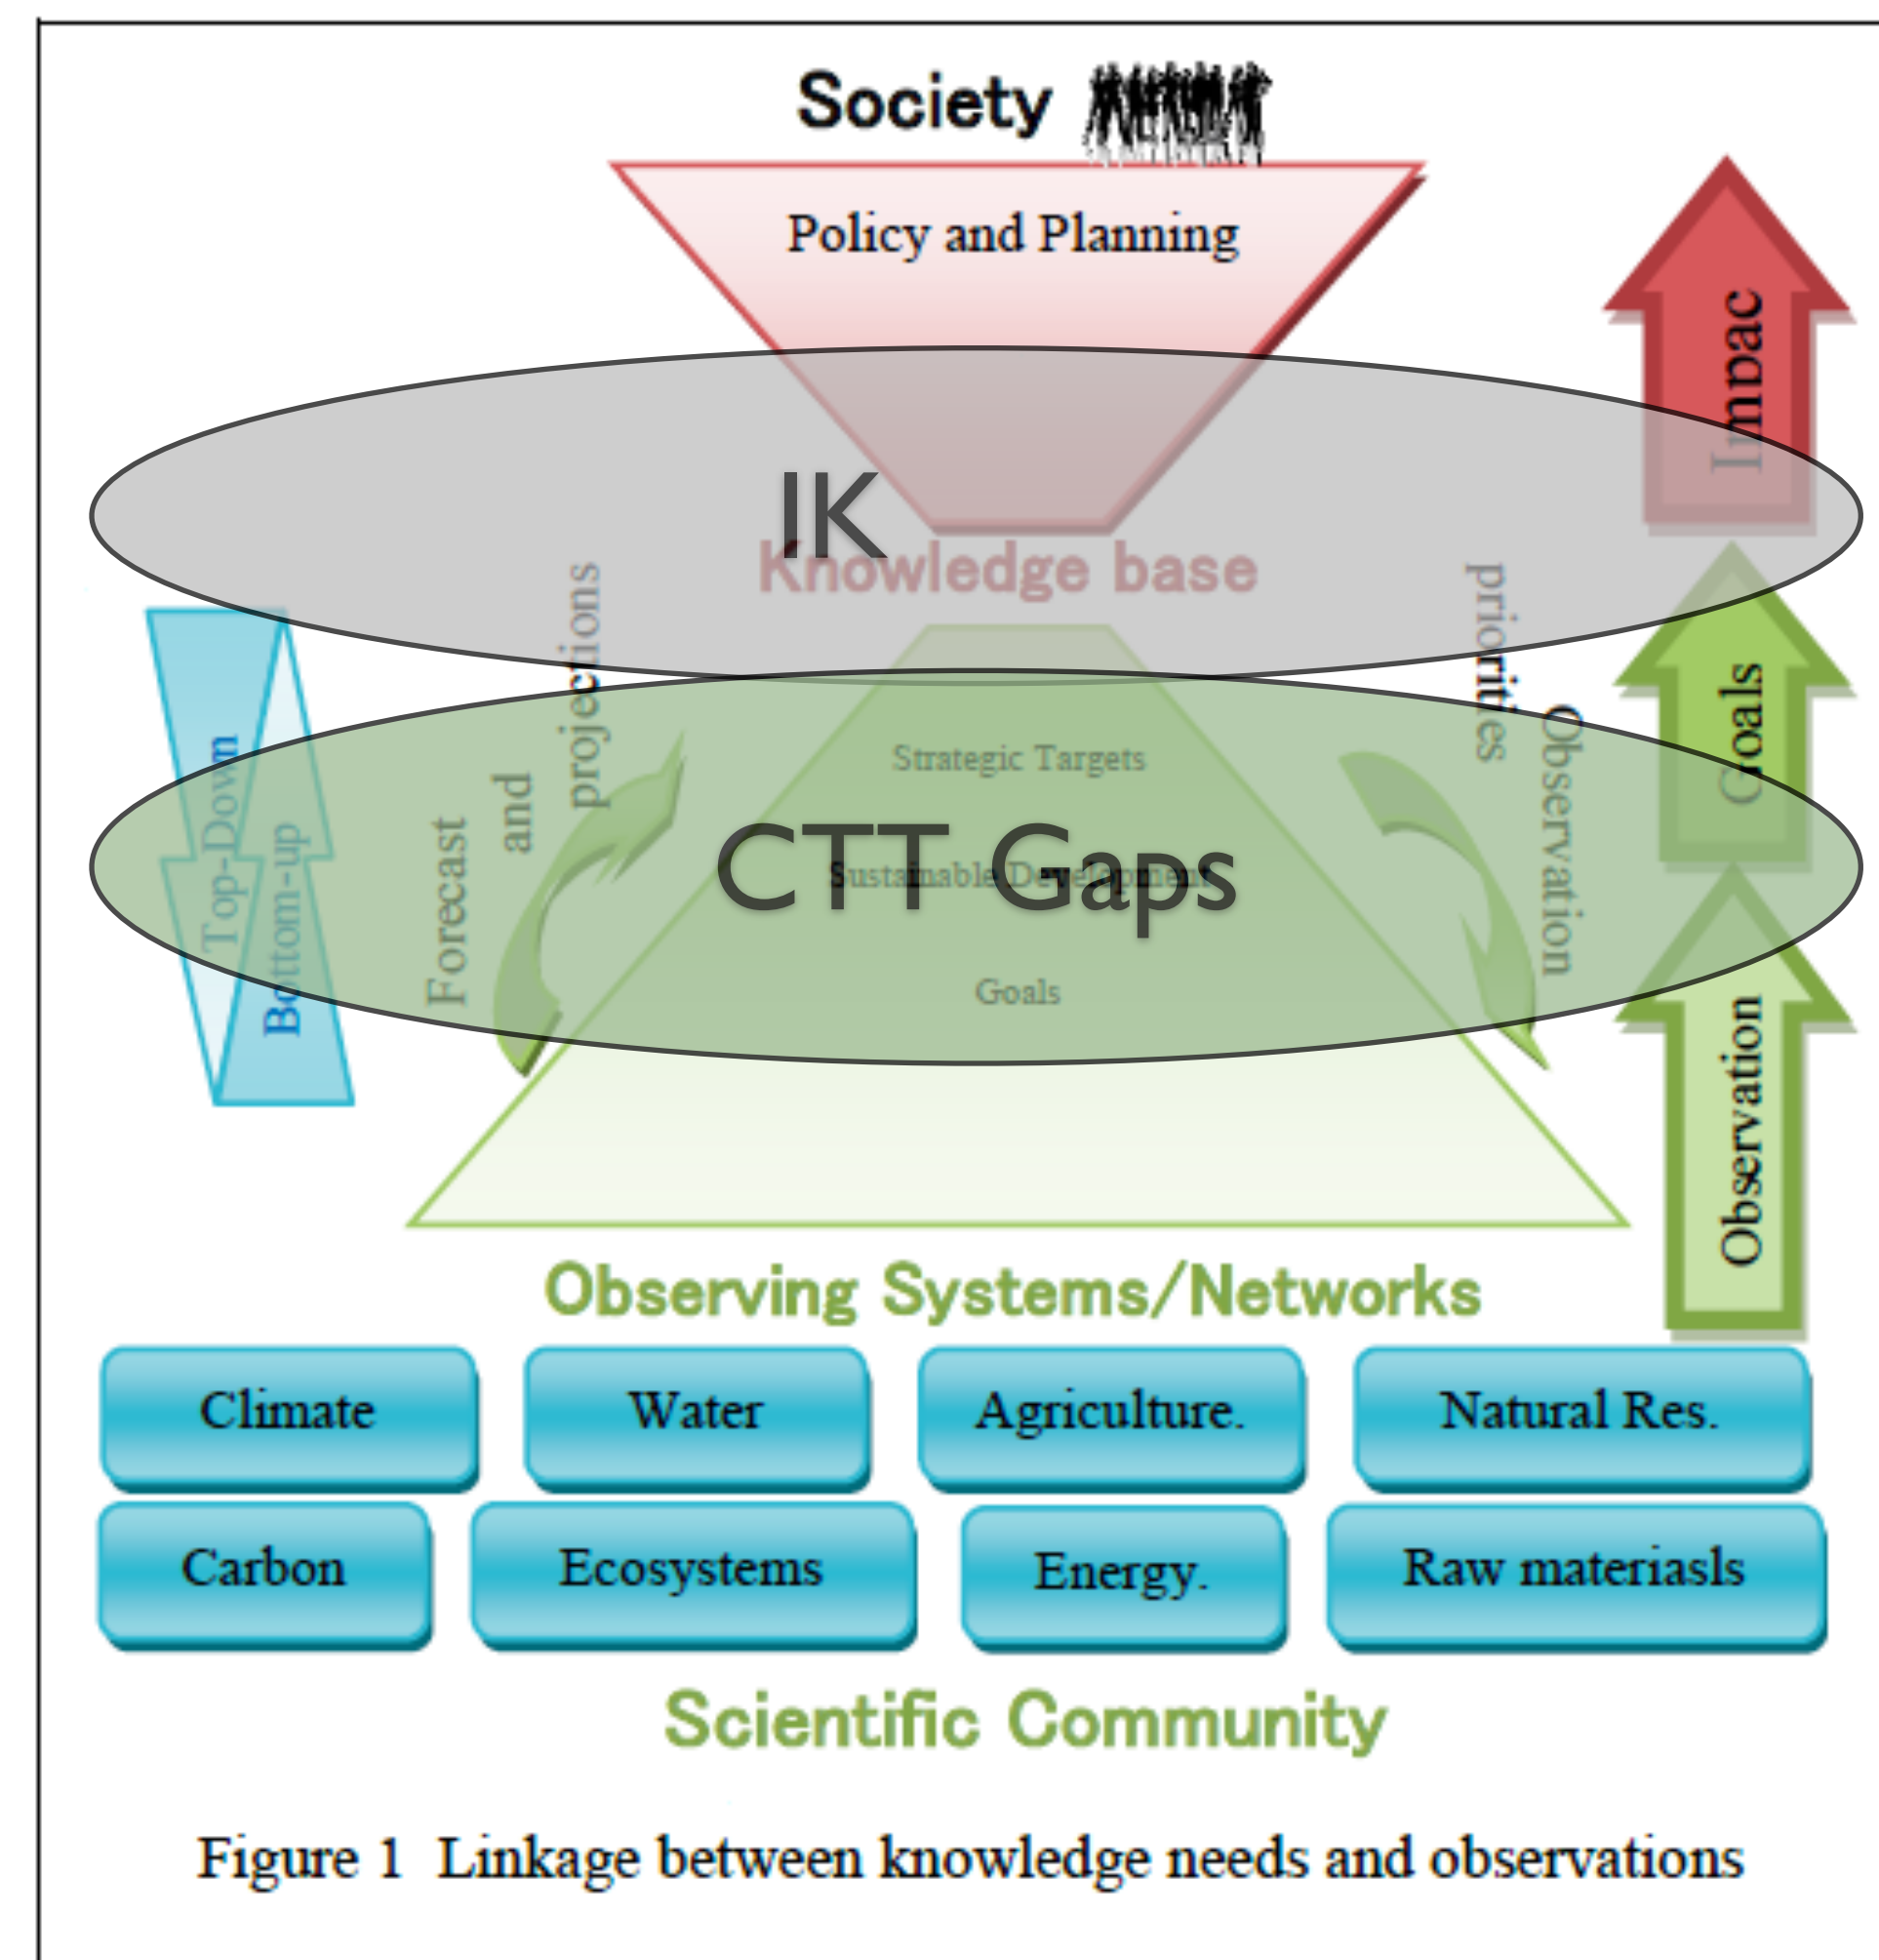 Society
Policy and Planning
Impac
IK
Knowledge base
projections
priorities
Goals
Top-Down
Bottom-up
Forecast
and
Observation
Strategic Targets
CTT Gaps
Sustainable Development
Goals
Observation
Observing Systems/Networks
Climate
Water
Agriculture.
Natural Res.
Carbon
Ecosystems
Energy.
Raw materiasls
Scientific Community
Figure 1 Linkage between knowledge needs and observations